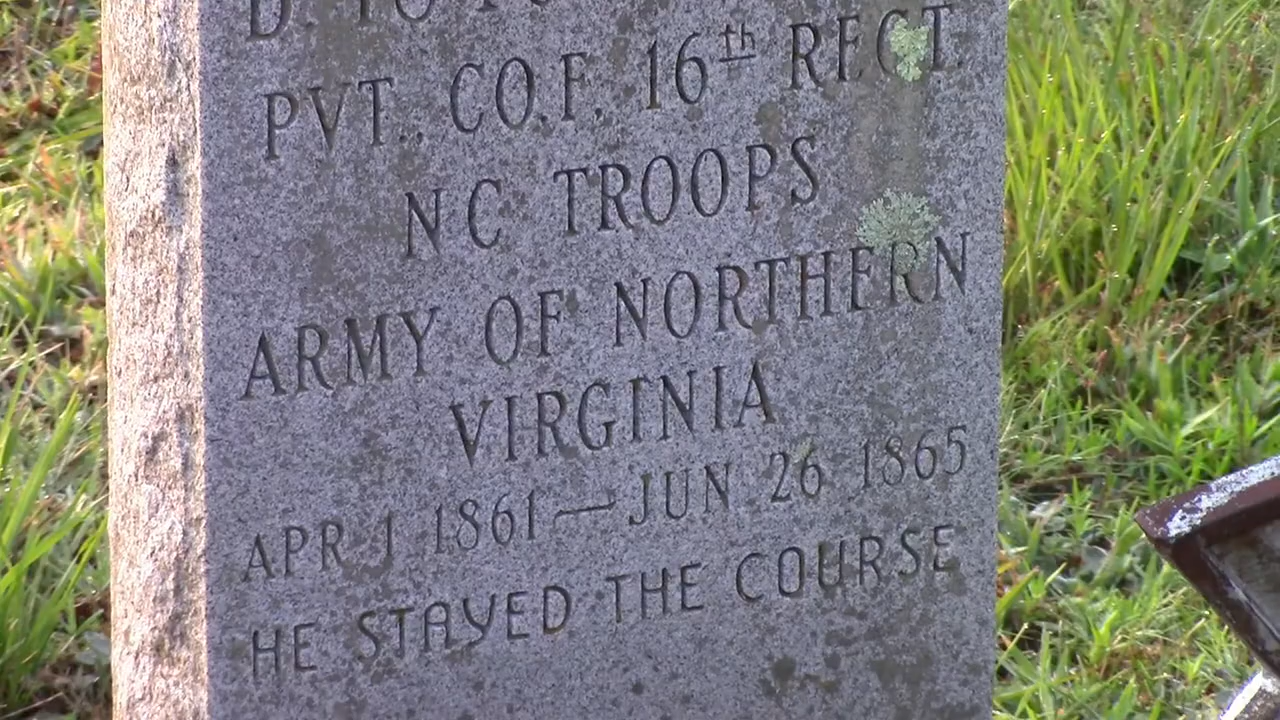 PVT. CO.F. 16th REGT
NC TROOPS
ARMY OF NORTHERN
VIRGINIA
APR 1 1861 — JUN 26 1865
HE STAYED THE COURSE